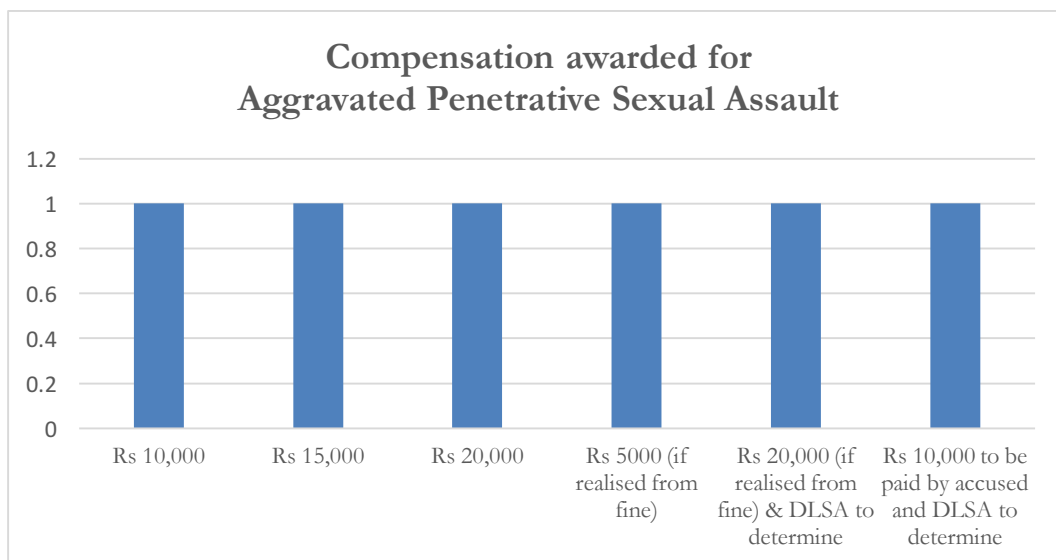 Compensation awarded for
Aggravated Penetrative Sexual Assault
1.2
1
0.8
0.6
0.4
0.2
0
Rs 10,000
Rs 15,000
Rs 20,000
Rs 5000 (if
realised from
fine)
Rs 20,000 (if
realised from
fine) & DLSA to
determine
Rs 10,000 to be
paid by accused
and DLSA to
determine